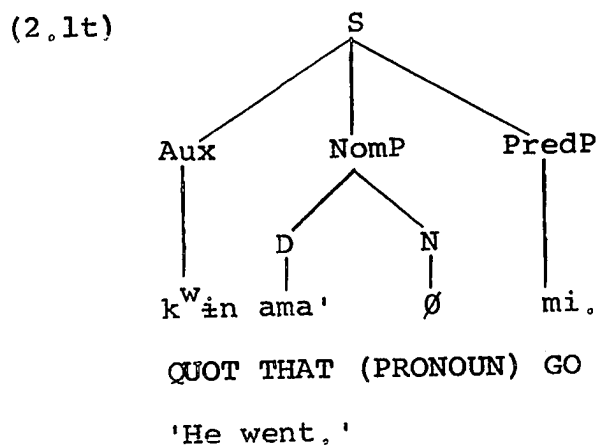 (2.1t) S
Aux NomP PredP
D N
kʷɨn ama' Ø mi.
QUOT THAT (PRONOUN) GO
'He went.'